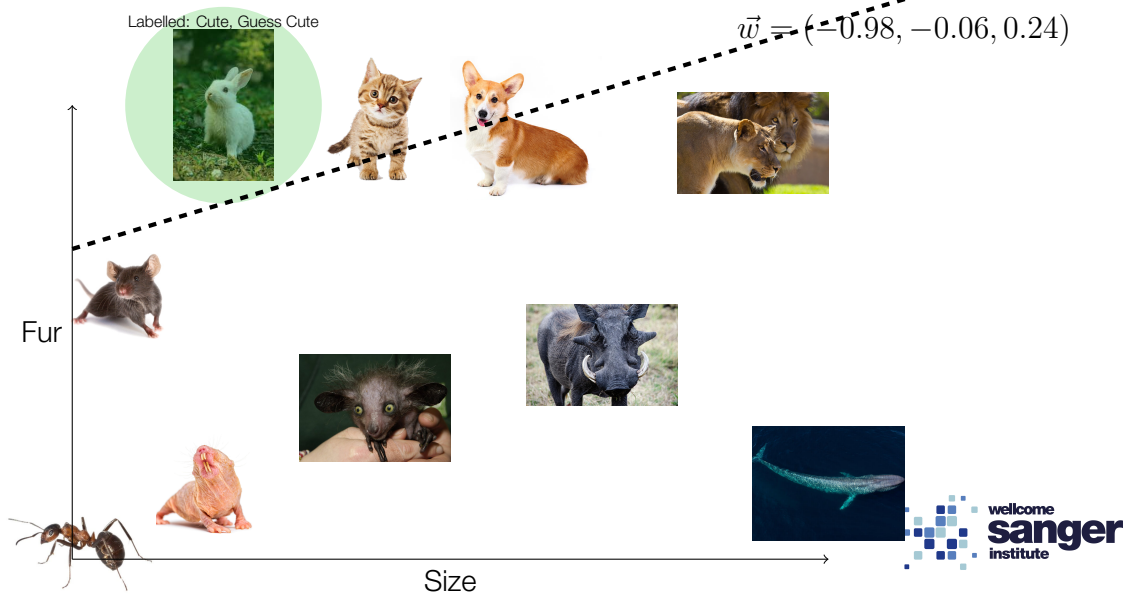 Labelled: Cute, Guess Cute
w⃗ = (−0.98, −0.06, 0.24)
Fur
Size
wellcome
sanger
institute